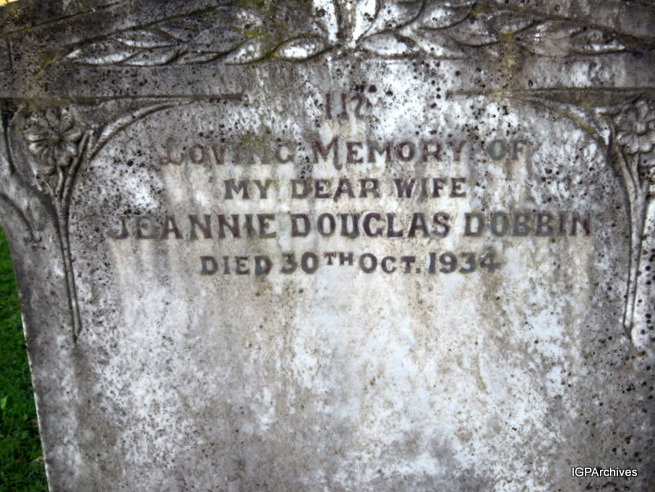 In
Loving Memory of
My Dear Wife
Jeannie Douglas Dobbin
Died 30th Oct. 1934
IGPArchives